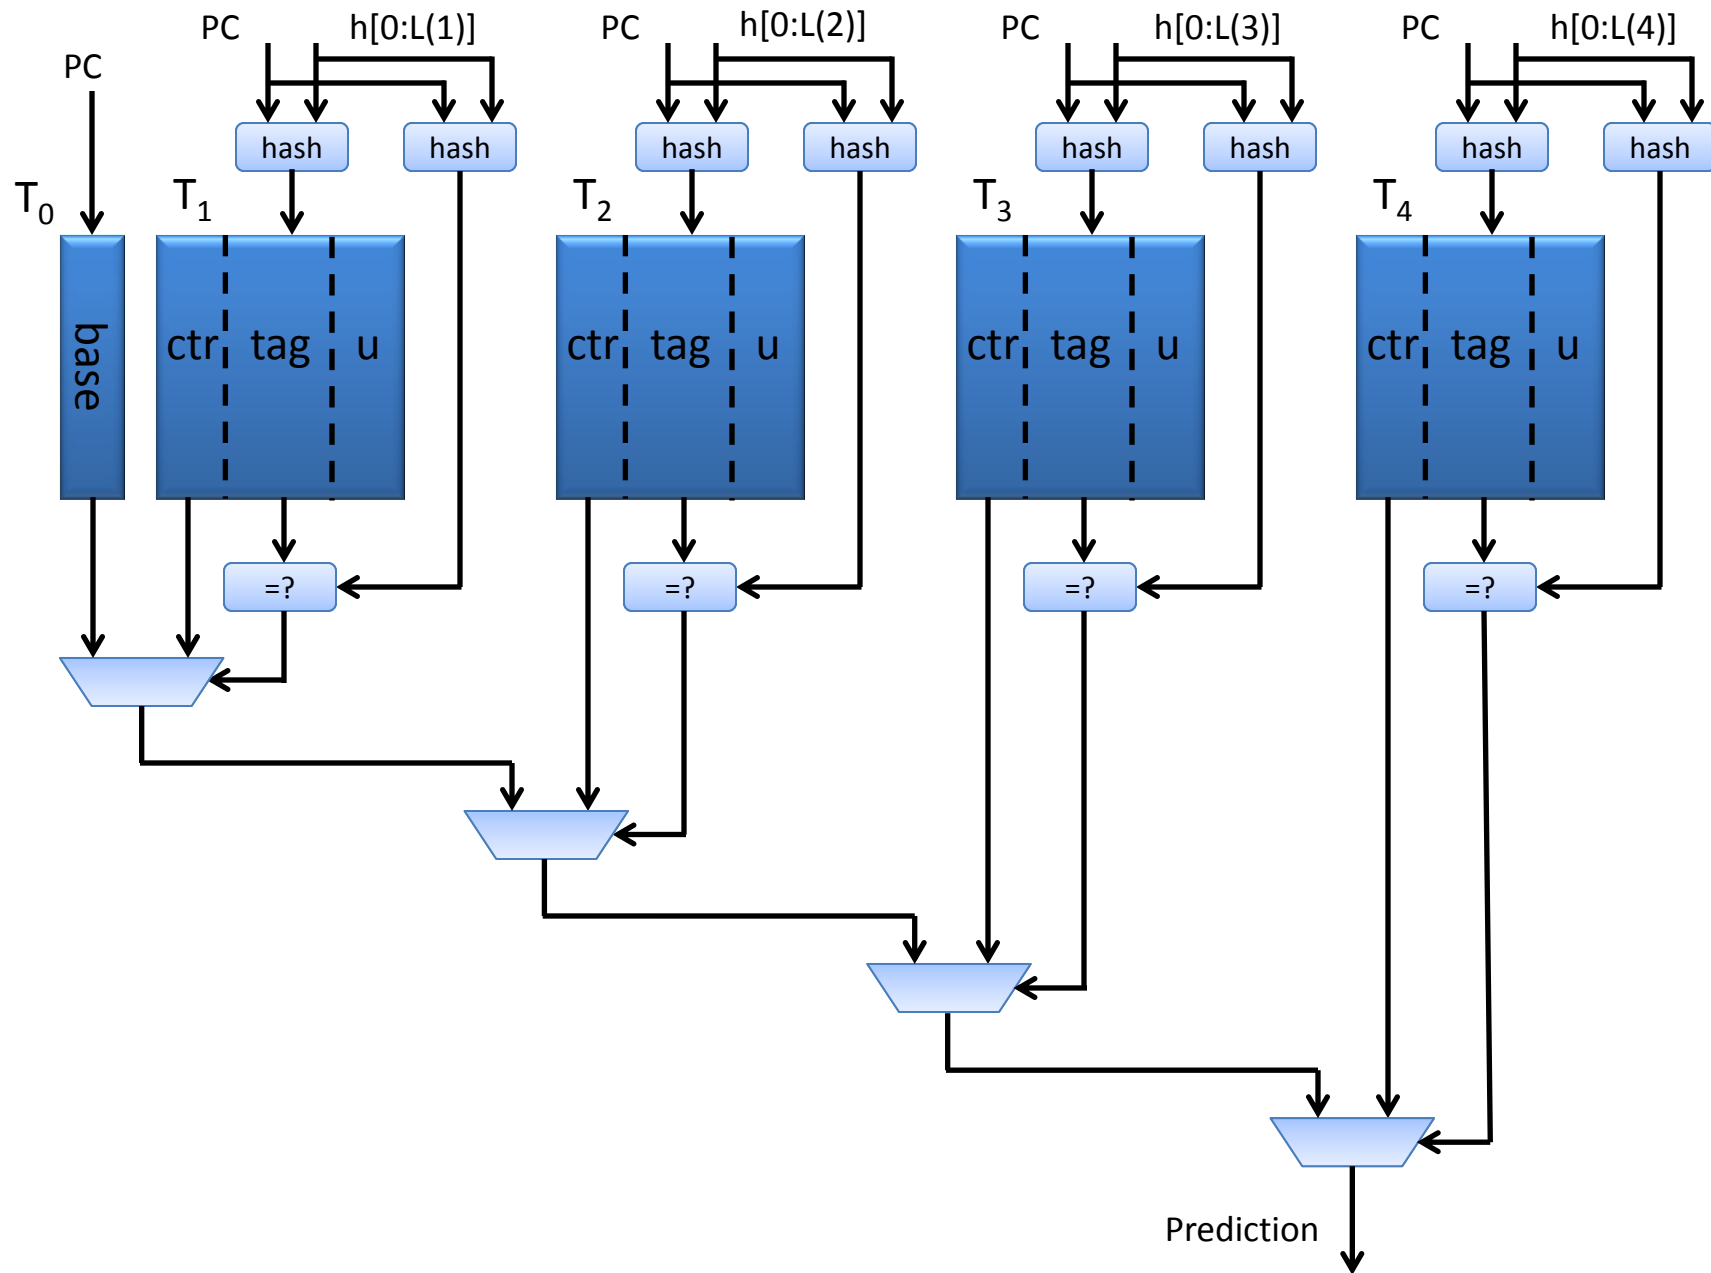 PC
PC h[0:L(1)]
PC h[0:L(2)]
PC h[0:L(3)]
PC h[0:L(4)]
hash hash
hash hash
hash hash
hash hash
T0
T1
T2
T3
T4
base
ctr tag u
ctr tag u
ctr tag u
ctr tag u
=?
=?
=?
=?
Prediction